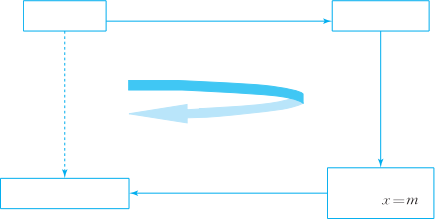 x = m